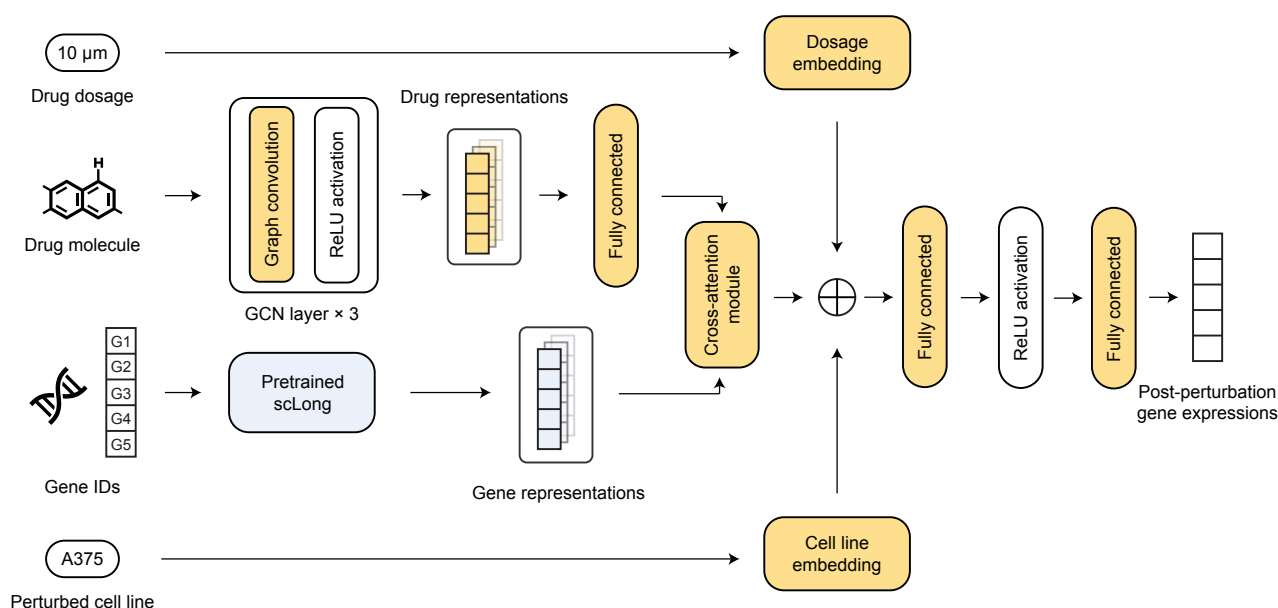 10 μm
Drug dosage
Dosage
embedding
H
Drug molecule
Graph convolution
ReLU activation
GCN layer × 3
Drug representations
Fully connected
Cross-attention
module
G1
G2
G3
G4
G5
Gene IDs
Pretrained
scLong
Gene representations
Fully connected
ReLU activation
Fully connected
Post-perturbation
gene expressions
A375
Perturbed cell line
Cell line
embedding